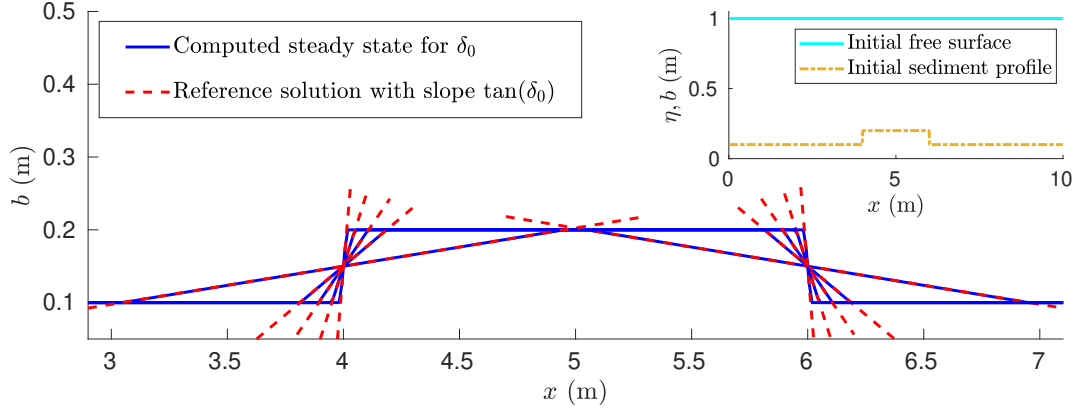 0.5
0.4
0.3
0.2
0.1
b (m)
3
3.5
4
4.5
5
5.5
6
6.5
7
x (m)
Computed steady state for δ₀
Reference solution with slope tan(δ₀)
1
0.5
0
η, b (m)
0
5
10
x (m)
Initial free surface
Initial sediment profile